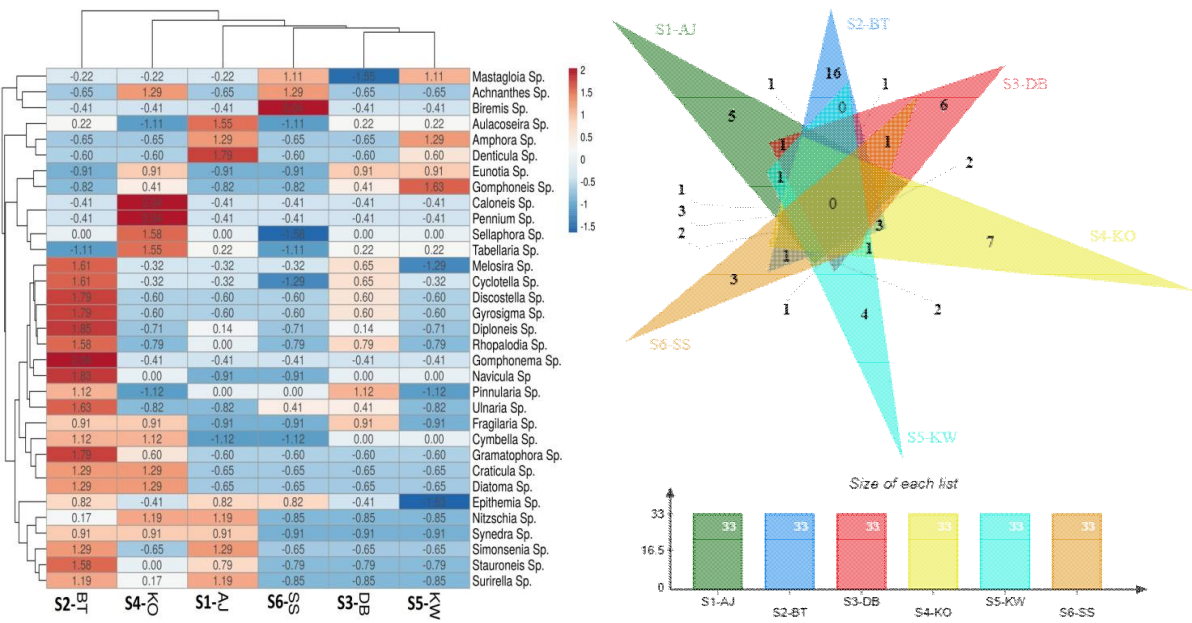 -0.22 -0.22 -0.22 1.11 -1.55 1.11 Mastagloia Sp.
-0.65 1.29 -0.65 1.29 -0.65 -0.65 Achnanthes Sp.
-0.41 -0.41 -0.41 -0.41 -0.41 Biremis Sp.
0.22 -1.11 1.55 -1.11 0.22 0.22 Aulacoseira Sp.
-0.65 -0.65 1.29 -0.65 -0.65 1.29 Amphora Sp.
-0.60 -0.60 1.79 -0.60 -0.60 0.60 Denticula Sp.
-0.91 0.91 -0.91 -0.91 0.91 0.91 Eunotia Sp.
-0.82 0.41 -0.82 -0.82 0.41 1.63 Gomphoneis Sp.
-0.41 -0.41 -0.41 -0.41 -0.41 Caloneis Sp.
-0.41 -0.41 -0.41 -0.41 -0.41 Pennium Sp.
0.00 1.58 0.00 -1.58 0.00 0.00 Sellaphora Sp.
-1.11 1.55 0.22 -1.11 0.22 0.22 Tabellaria Sp.
1.61 -0.32 -0.32 -0.32 0.65 -1.29 Melosira Sp.
1.61 -0.32 -0.32 -1.29 0.65 -0.32 Cyclotella Sp.
1.79 -0.60 -0.60 -0.60 0.60 -0.60 Discostella Sp.
1.79 -0.60 -0.60 -0.60 0.60 -0.60 Gyrosigma Sp.
1.85 -0.71 0.14 -0.71 0.14 -0.71 Diploneis Sp.
1.58 -0.79 0.00 -0.79 0.79 -0.79 Rhopalodia Sp.
-0.41 -0.41 -0.41 -0.41 -0.41 Gomphonema Sp.
1.83 0.00 -0.91 -0.91 0.00 0.00 Navicula Sp
1.12 -1.12 0.00 0.00 1.12 -1.12 Pinnularia Sp.
1.63 -0.82 -0.82 0.41 0.41 -0.82 Ulnaria Sp.
0.91 0.91 -0.91 -0.91 0.91 -0.91 Fragilaria Sp.
1.12 1.12 -1.12 -1.12 0.00 0.00 Cymbella Sp.
1.79 0.60 -0.60 -0.60 -0.60 -0.60 Gramatophora Sp.
1.29 1.29 -0.65 -0.65 -0.65 -0.65 Craticula Sp.
1.29 1.29 -0.65 -0.65 -0.65 -0.65 Diatoma Sp.
0.82 -0.41 0.82 0.82 -0.41 Epithemia Sp.
0.17 1.19 1.19 -0.85 -0.85 -0.85 Nitzschia Sp.
0.91 0.91 0.91 -0.91 -0.91 -0.91 Synedra Sp.
1.29 -0.65 1.29 -0.65 -0.65 -0.65 Simonsenia Sp.
1.58 0.00 0.79 -0.79 -0.79 -0.79 Stauroneis Sp.
1.19 0.17 1.19 -0.85 -0.85 -0.85 Surirella Sp.
S2-BT S4-KO S1-AJ S6-SS S3-DB S5-KW
2
1.5
1
0.5
0
-0.5
-1
-1.5
S1-AJ
S2-BT
S3-DB
S4-KO
S5-KW
S6-SS
16
1
1
0
6
5
1
1
2
1
1
3
0
2
3
7
1
1
3
1
4
2
Size of each list
33
16.5
0
33 33 33 33 33 33
S1-AJ S2-BT S3-DB S4-KO S5-KW S6-SS